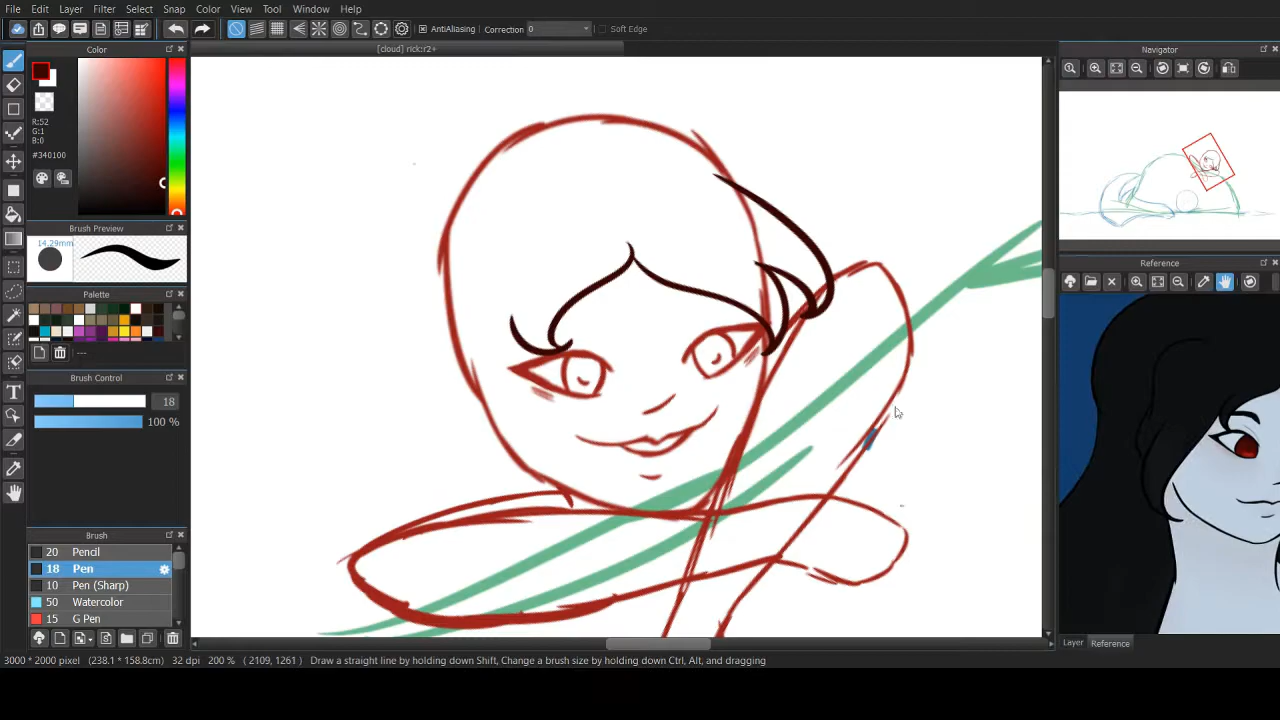 File Edit Layer Filter Select Snap Color View Tool Window Help
AntiAliasing Correction 0 Soft Edge
Color
[cloud] rick:r2+
Navigator
R:52
G:1
B:0
#340100
Brush Preview
14.29mm
Reference
Palette
---
Brush Control
18
100 %
Brush
20 Pencil
18 Pen
10 Pen (Sharp)
50 Watercolor
15 G Pen
Layer Reference
3000 * 2000 pixel (238.1 * 158.8cm) 32 dpi 200 % ( 2109, 1261 ) Draw a straight line by holding down Shift, Change a brush size by holding down Ctrl, Alt, and dragging